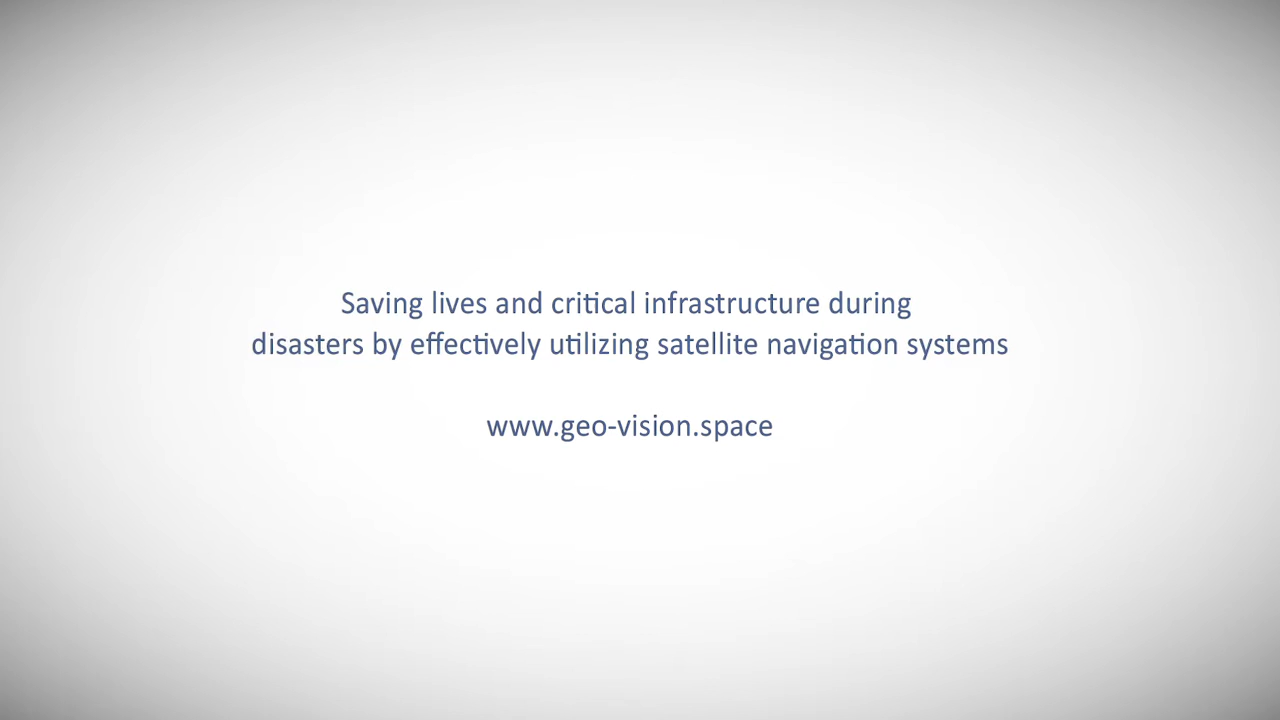 Saving lives and critical infrastructure during
disasters by effectively utilizing satellite navigation systems
www.geo-vision.space